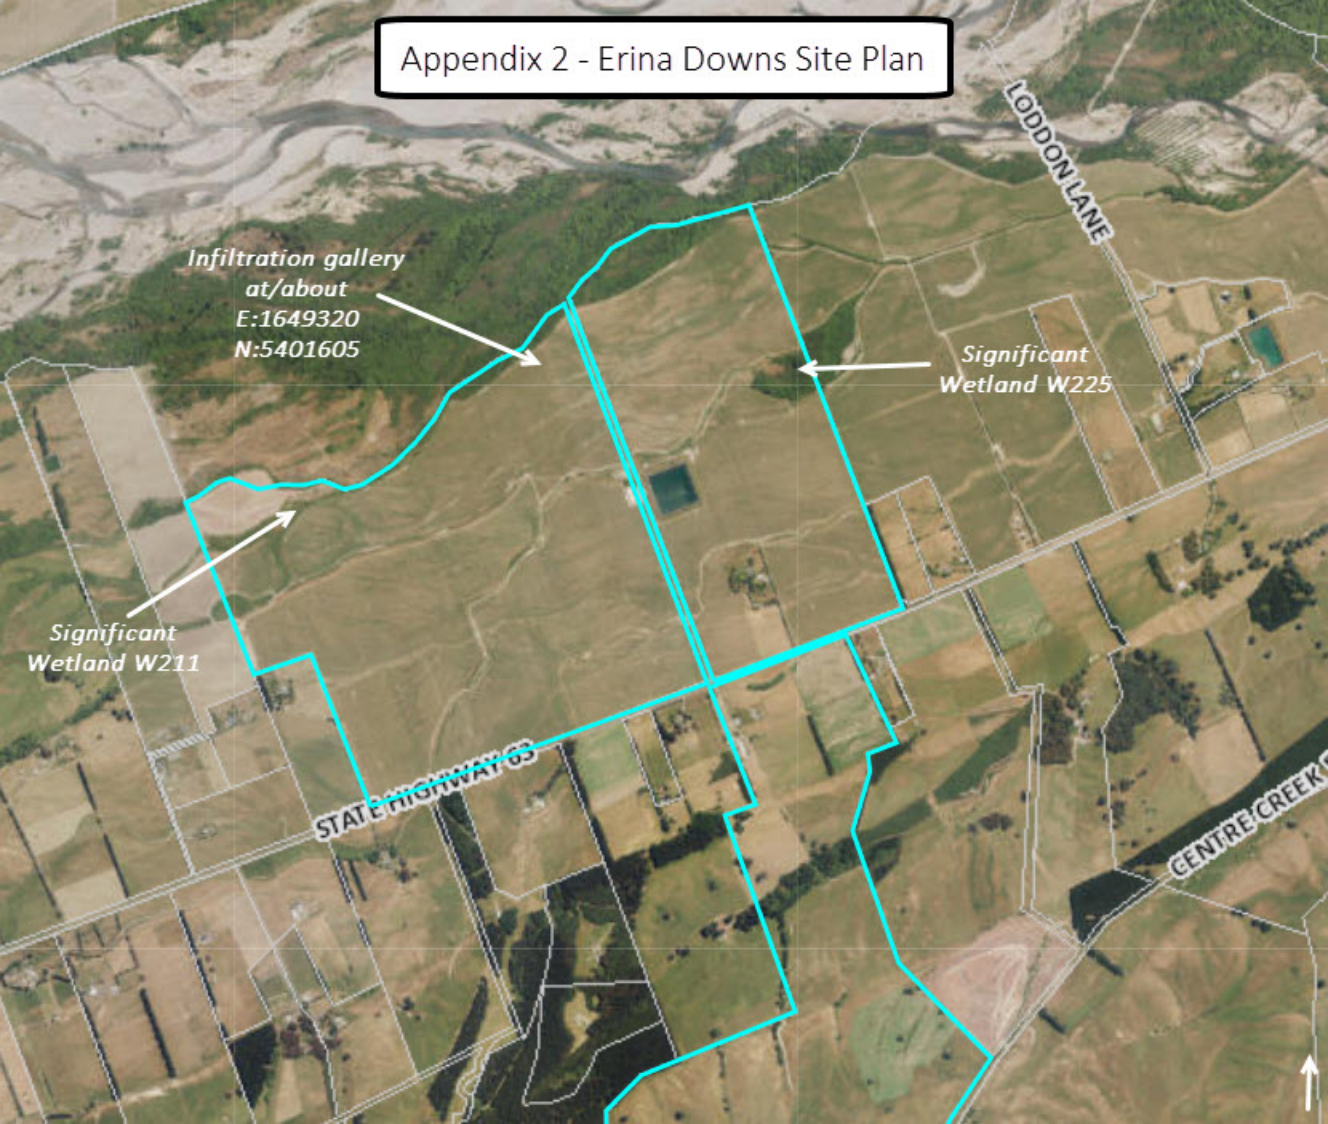 Appendix 2 - Erina Downs Site Plan
LODDON LANE
Infiltration gallery
at/about
E:1649320
N:5401605
Significant
Wetland W225
Significant
Wetland W211
STATE HIGHWAY 63
CENTRE CREEK